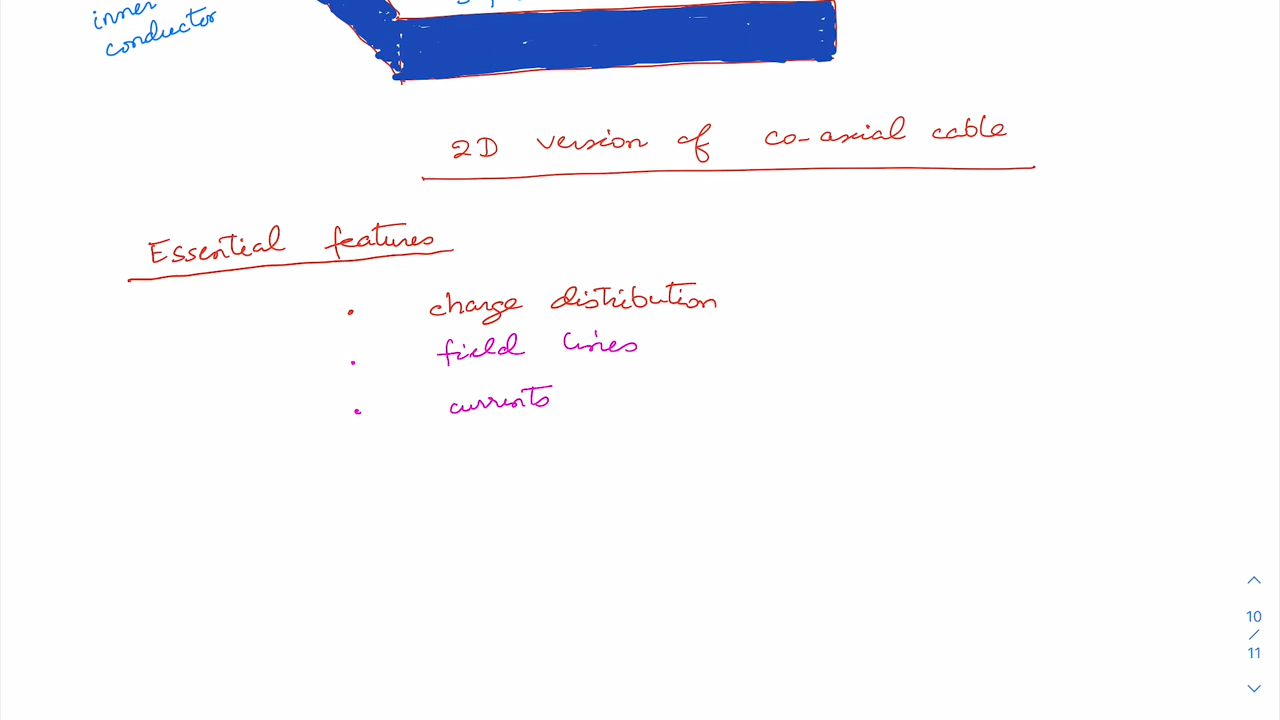 inner
conductor
2D version of co-axial cable
Essential features
. charge distribution
. field lines
. currents
10
/
11